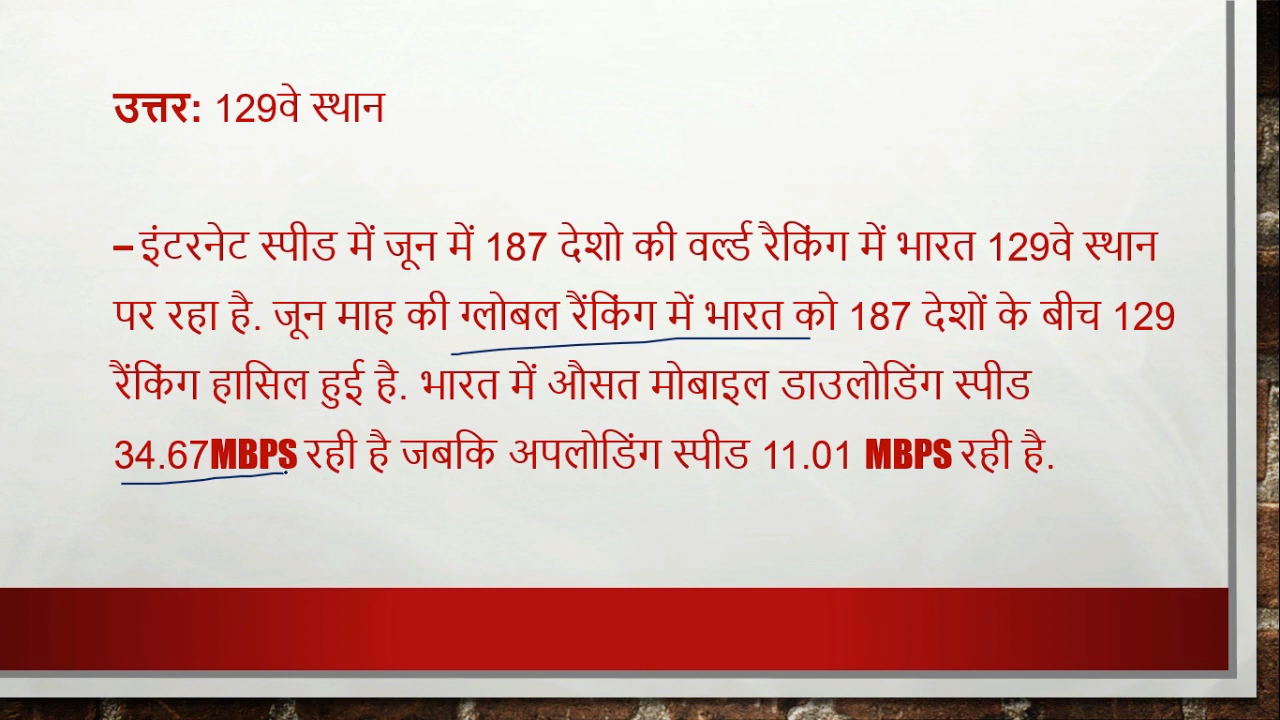 उत्तर: 129वे स्थान
– इंटरनेट स्पीड में जून में 187 देशो की वर्ल्ड रैकिंग में भारत 129वे स्थान
पर रहा है. जून माह की ग्लोबल रैंकिंग में भारत को 187 देशों के बीच 129
रैंकिंग हासिल हुई है. भारत में औसत मोबाइल डाउलोडिंग स्पीड
34.67MBPS रही है जबकि अपलोडिंग स्पीड 11.01 MBPS रही है.